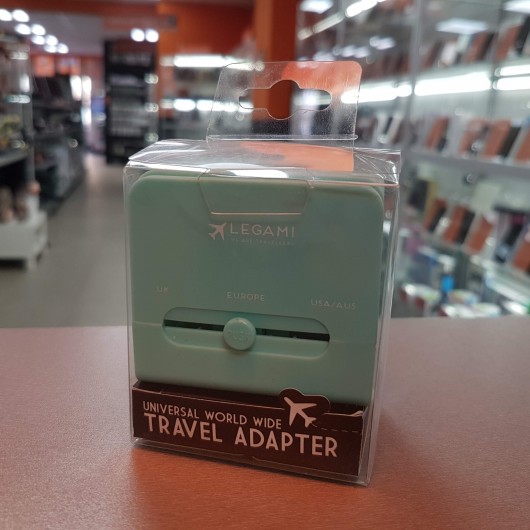 LEGAMI
UK
EUROPE
USA/AUS
UNIVERSAL WORLD WIDE
TRAVEL ADAPTER